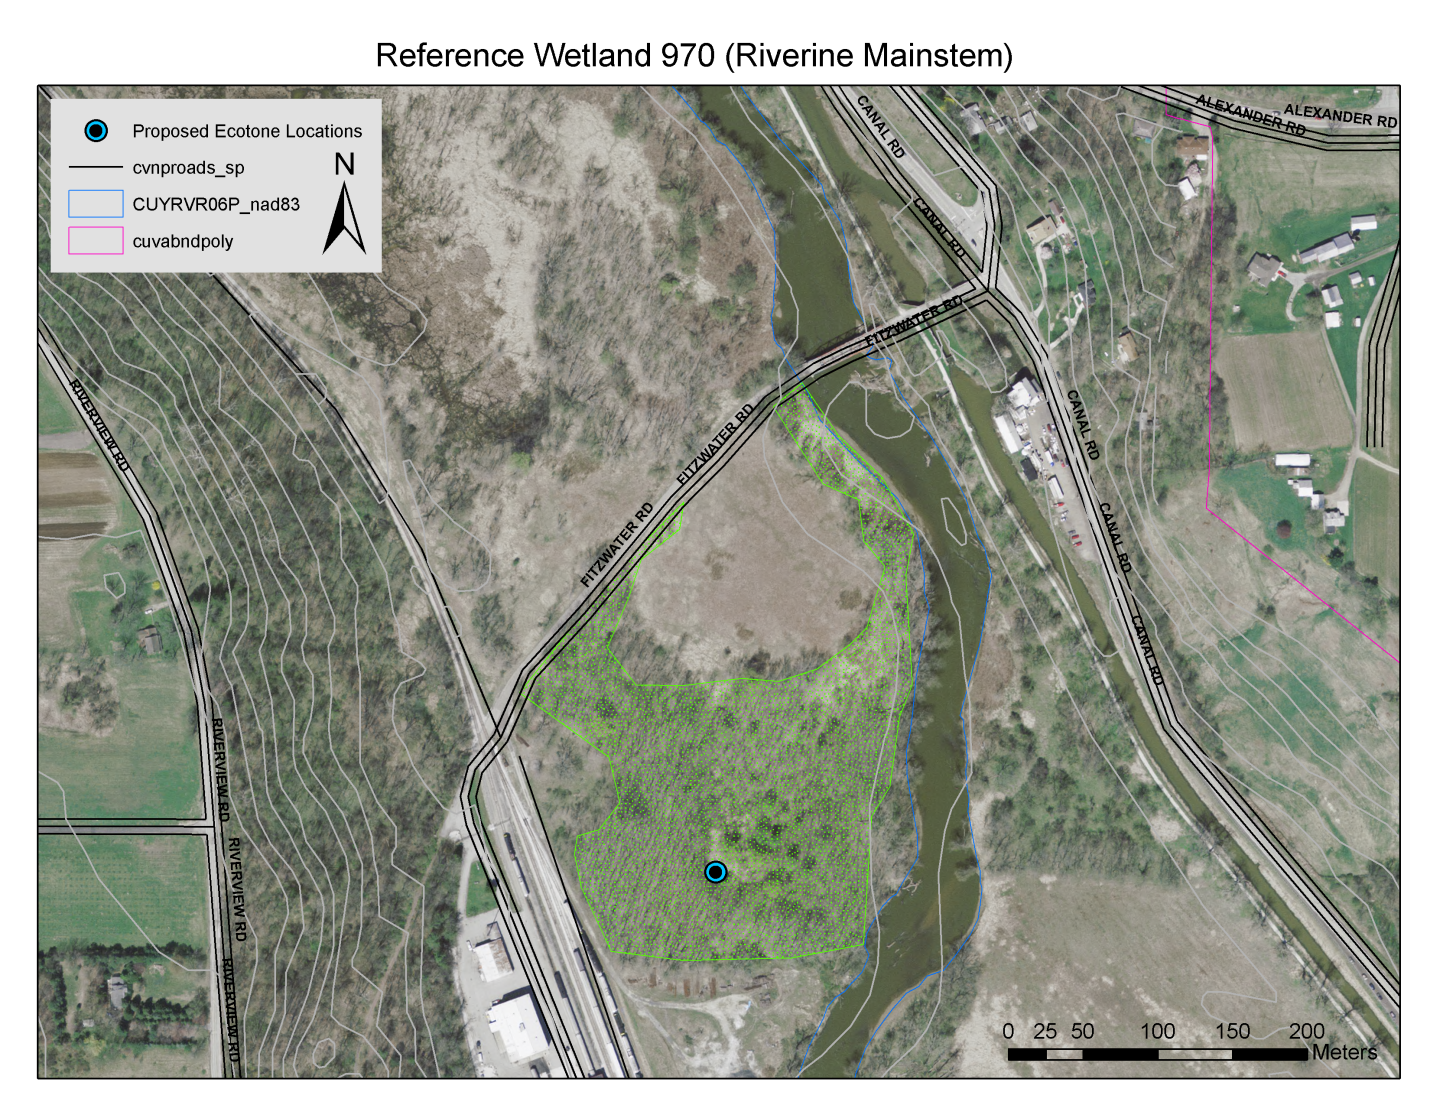 Reference Wetland 970 (Riverine Mainstem)
Proposed Ecotone Locations
cvnproads_sp
CUYRVR06P_nad83
cuvabndpoly
N
CANAL RD
ALEXANDER RD
ALEXANDER RD
CANAL RD
FITZWATER RD
RIVERVIEW RD
FITZWATER RD
CANAL RD
FITZWATER RD
CANAL RD
CANAL RD
RIVERVIEW RD
RIVERVIEW RD
RIVERVIEW RD
0 25 50 100 150 200
Meters